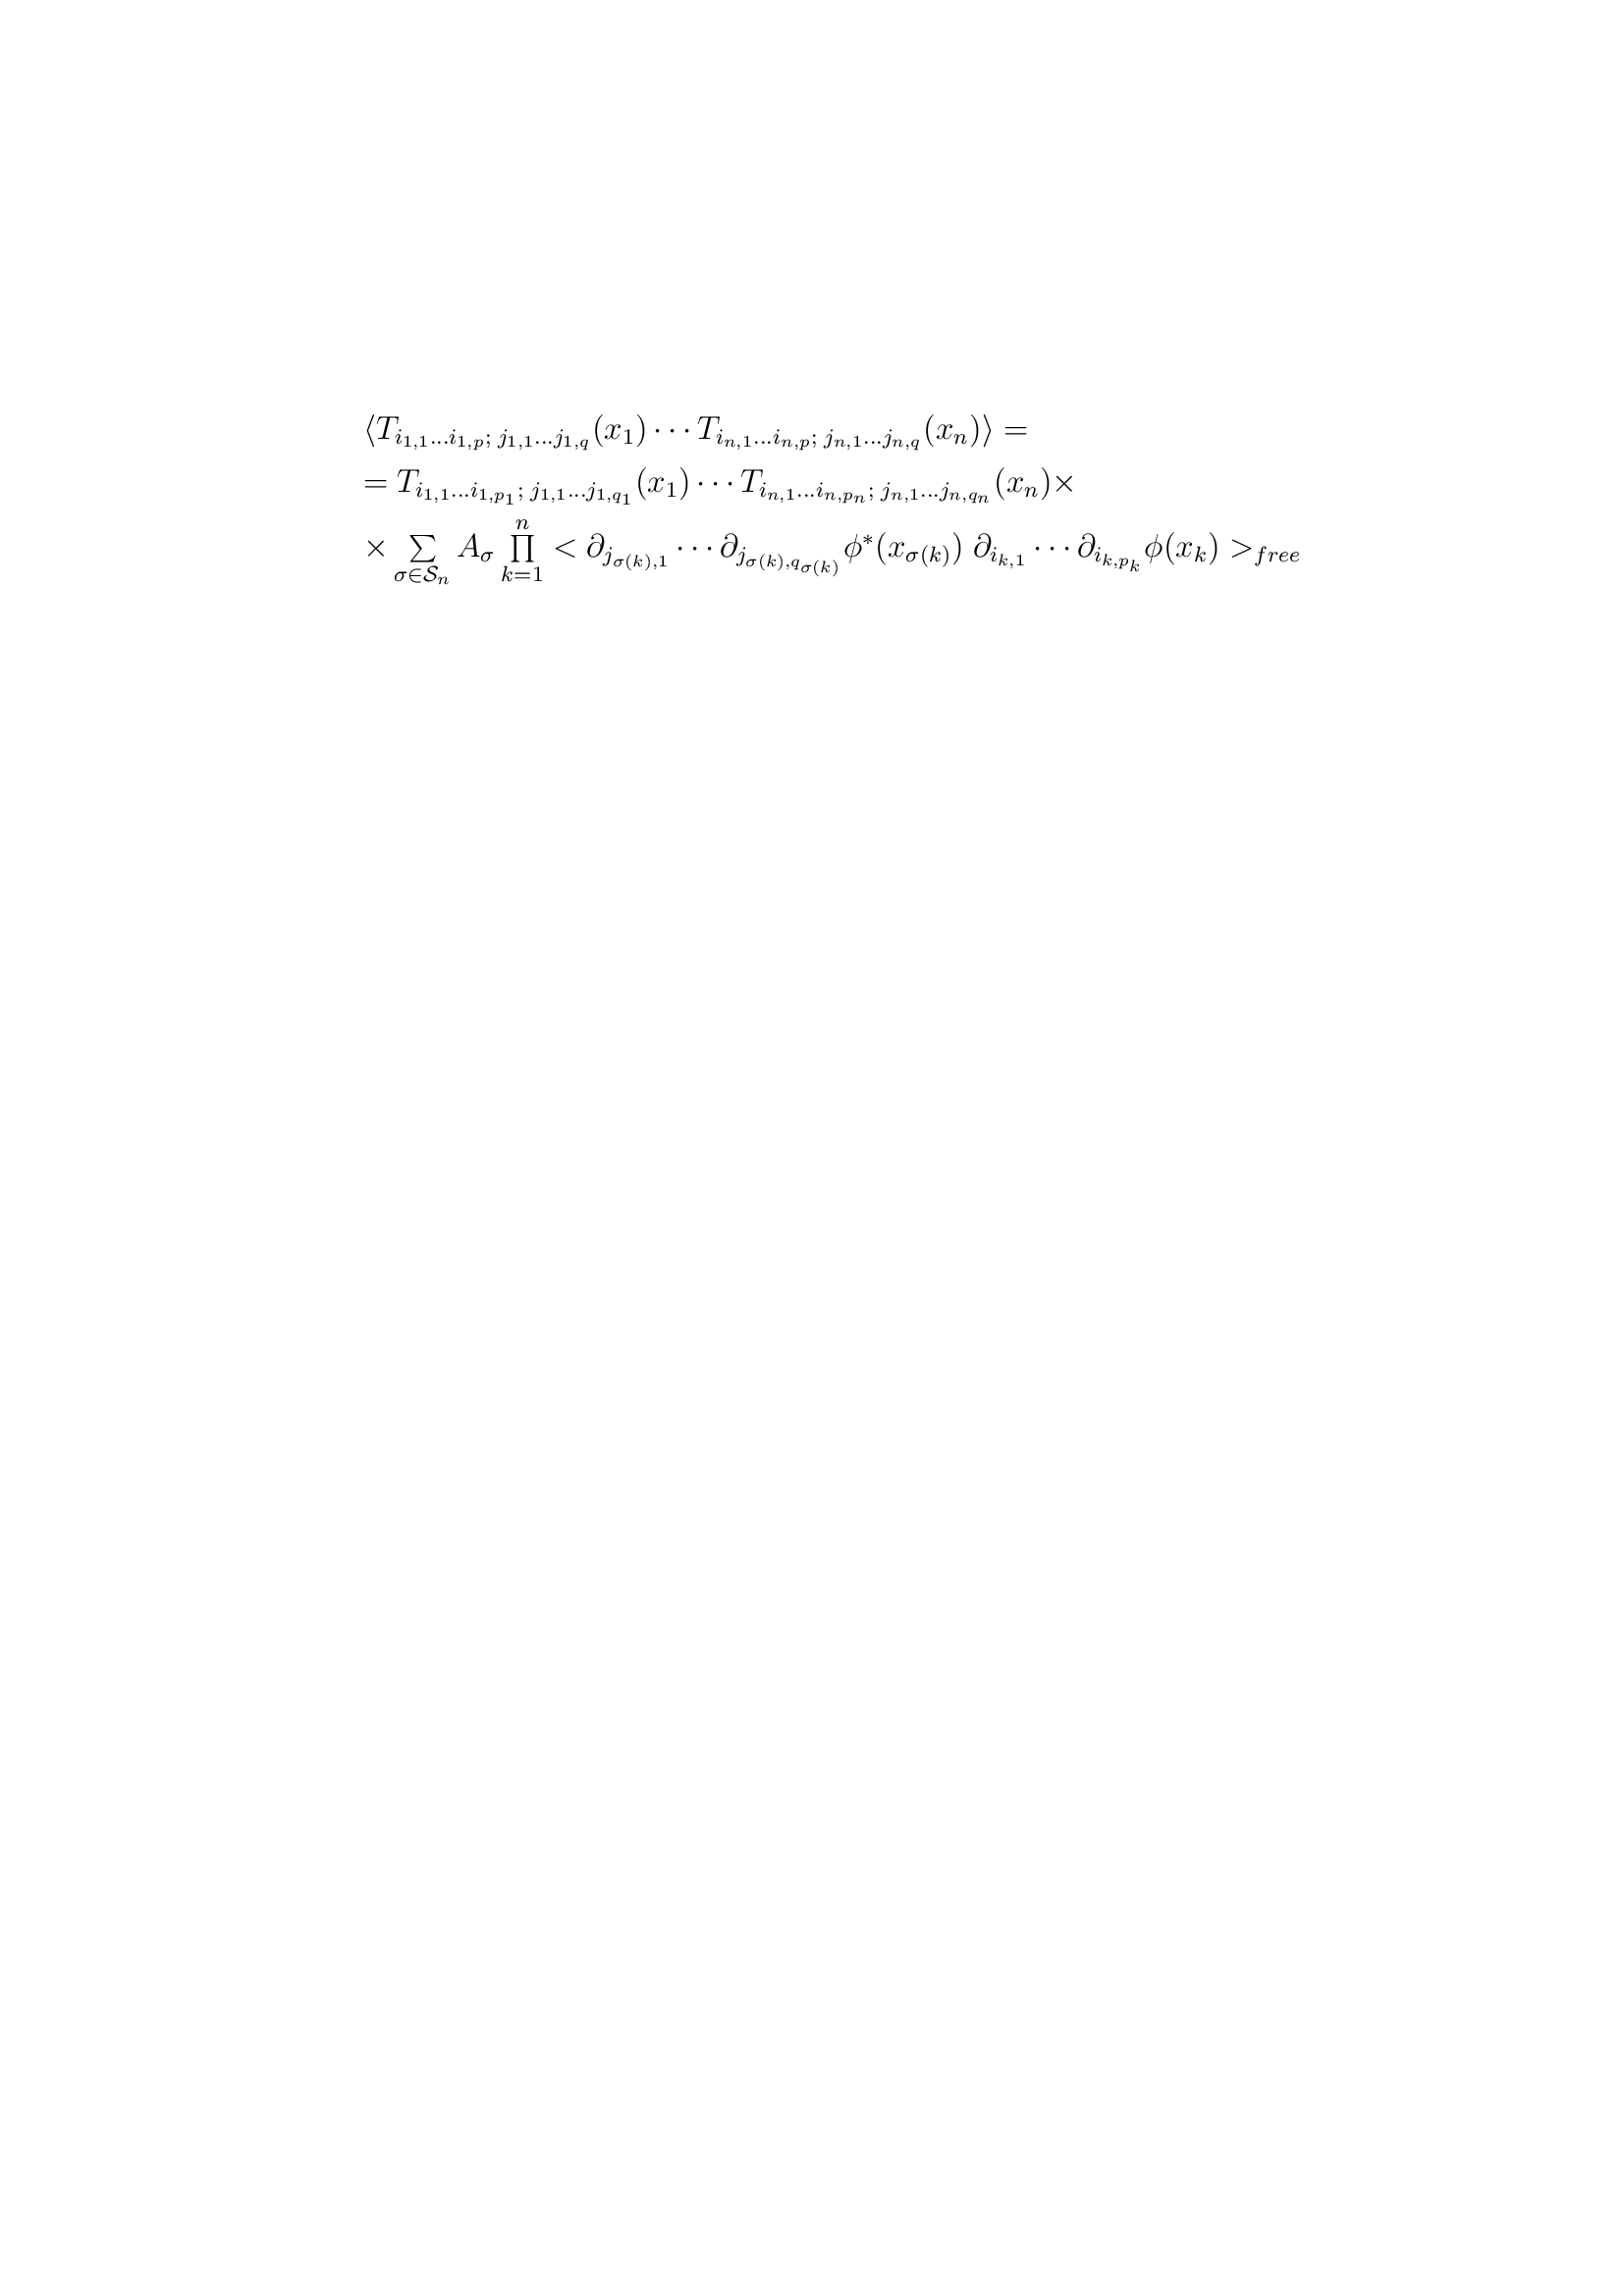 $\langle T_{i_{1,1}\ldots i_{1,p};\; j_{1,1}\ldots j_{1,q}}(x_1) \cdots T_{i_{n,1}\ldots i_{n,p};\; j_{n,1}\ldots j_{n,q}}(x_n) \rangle =$
$= T_{i_{1,1}\ldots i_{1,p_1};\; j_{1,1}\ldots j_{1,q_1}}(x_1) \cdots T_{i_{n,1}\ldots i_{n,p_n};\; j_{n,1}\ldots j_{n,q_n}}(x_n) \times$
$\times \sum\limits_{\sigma \in \mathcal{S}_n} A_\sigma \prod\limits_{k=1}^{n} < \partial_{j_{\sigma(k),1}} \cdots \partial_{j_{\sigma(k),q_{\sigma(k)}}} \phi^*(x_{\sigma(k)}) \; \partial_{i_{k,1}} \cdots \partial_{i_{k,p_k}} \phi(x_k) >_{free}$